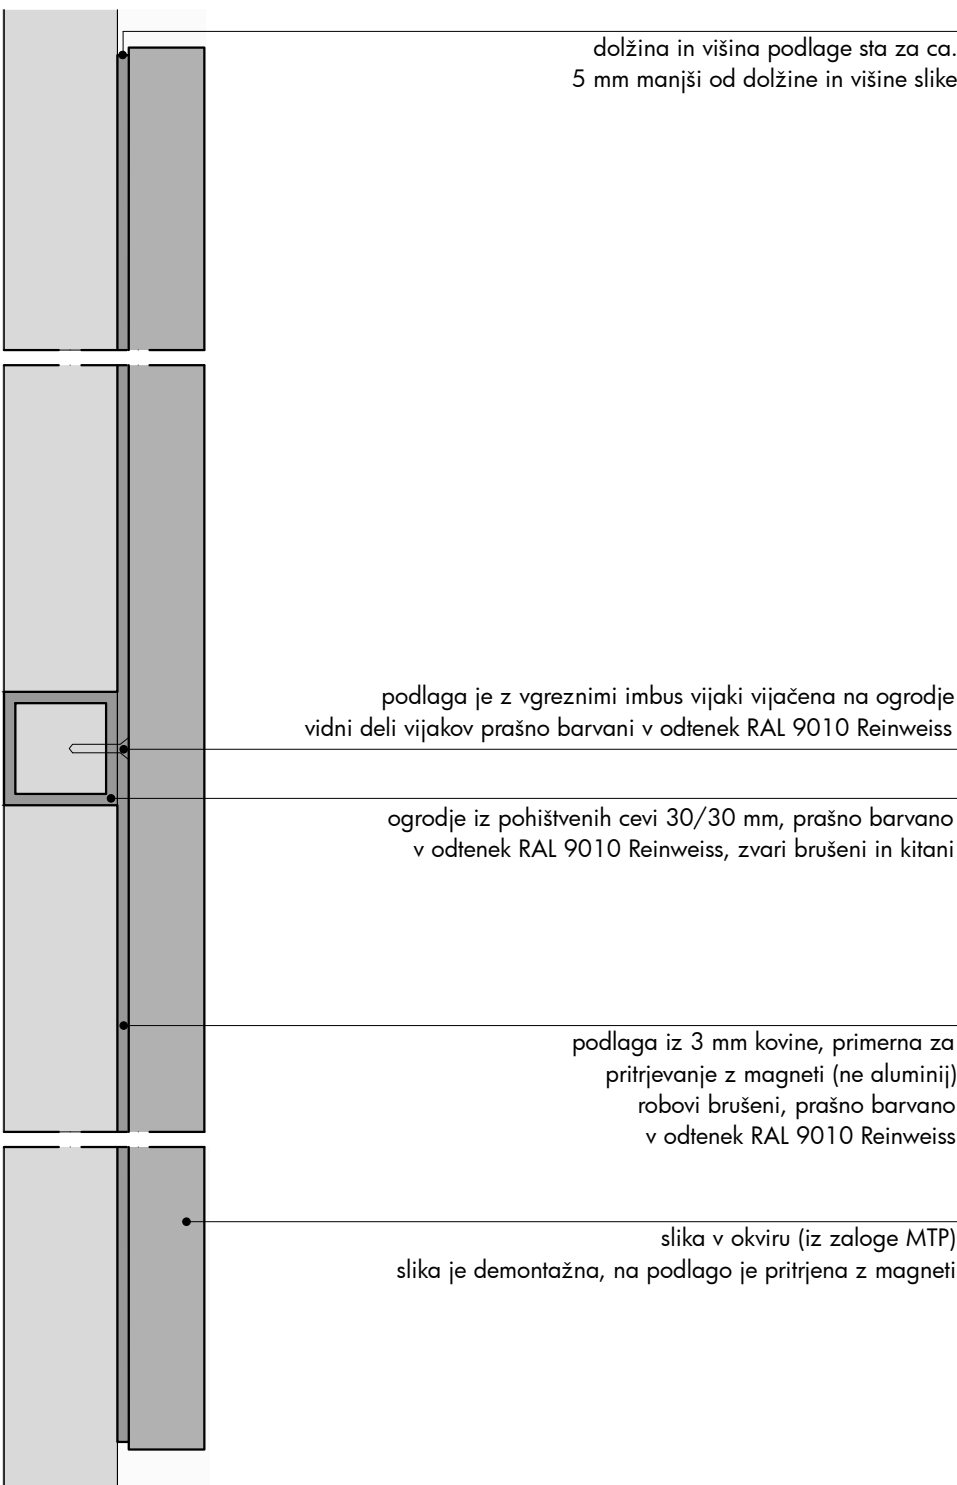 dolžina in višina podlage sta za ca.
5 mm manjši od dolžine in višine slike
podlaga je z vgreznimi imbus vijaki vijačena na ogrodje
vidni deli vijakov prašno barvani v odtenek RAL 9010 Reinweiss
ogrodje iz pohištvenih cevi 30/30 mm, prašno barvano
v odtenek RAL 9010 Reinweiss, zvari brušeni in kitani
podlaga iz 3 mm kovine, primerna za
pritrjevanje z magneti (ne aluminij)
robovi brušeni, prašno barvano
v odtenek RAL 9010 Reinweiss
slika v okviru (iz zaloge MTP)
slika je demontažna, na podlago je pritrjena z magneti